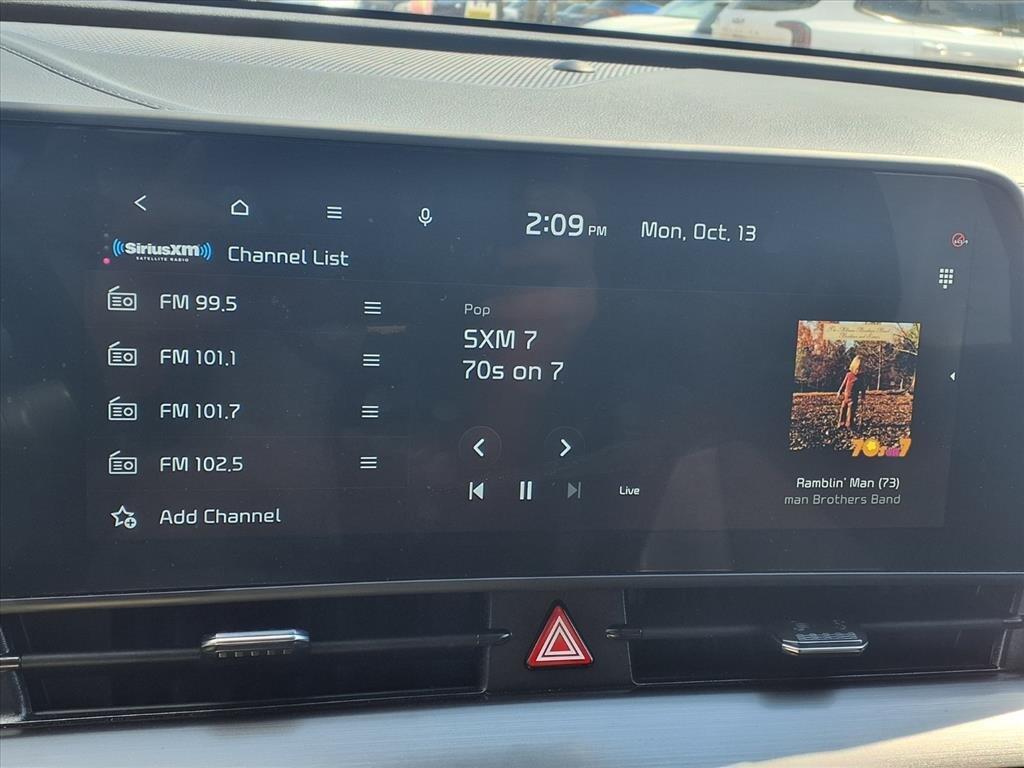 2:09 PM Mon, Oct. 13
SiriusXM
SATELLITE RADIO
Channel List
FM 99.5
FM 101.1
FM 101.7
FM 102.5
Add Channel
Pop
SXM 7
70s on 7
Live
70s on 7
Ramblin' Man (73)
man Brothers Band